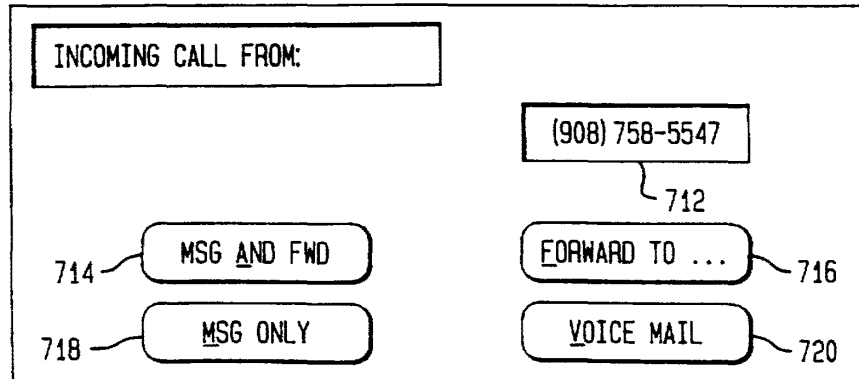 INCOMING CALL FROM:
(908) 758-5547
712
714 MSG AND FWD FORWARD TO ... 716
718 MSG ONLY VOICE MAIL 720